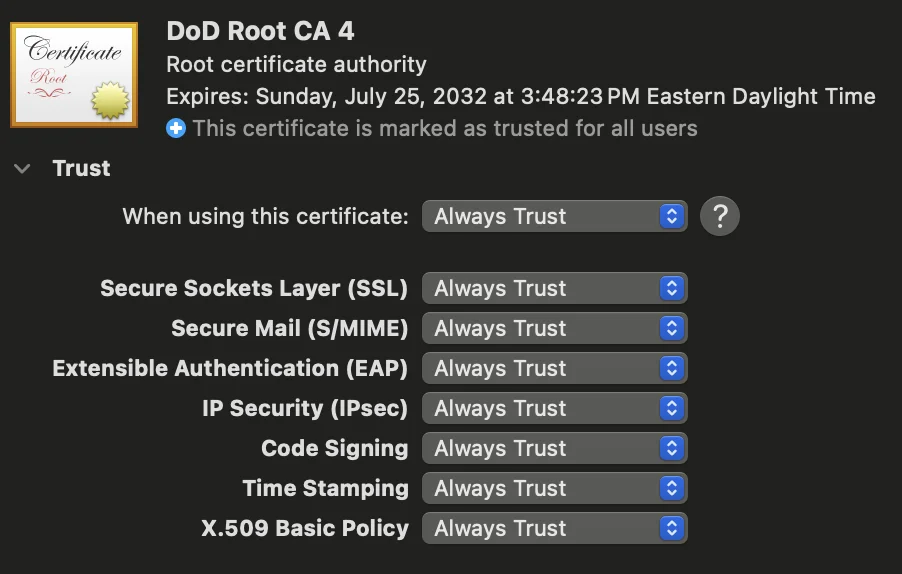 Certificate
Root
DoD Root CA 4
Root certificate authority
Expires: Sunday, July 25, 2032 at 3:48:23 PM Eastern Daylight Time
This certificate is marked as trusted for all users
Trust
When using this certificate: Always Trust ?
Secure Sockets Layer (SSL) Always Trust
Secure Mail (S/MIME) Always Trust
Extensible Authentication (EAP) Always Trust
IP Security (IPsec) Always Trust
Code Signing Always Trust
Time Stamping Always Trust
X.509 Basic Policy Always Trust